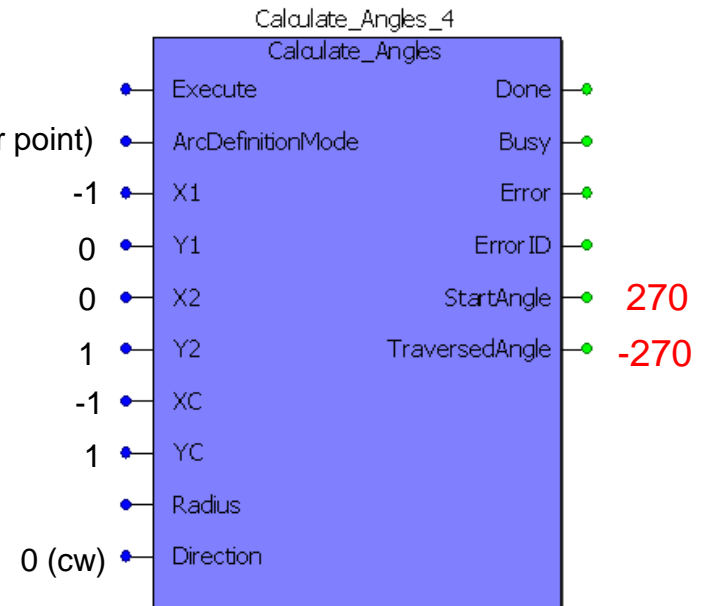 Calculate_Angles_4
Calculate_Angles
Execute Done
r point) ArcDefinitionMode Busy
-1 X1 Error
0 Y1 Error ID
0 X2 StartAngle 270
1 Y2 TraversedAngle -270
-1 XC
1 YC
Radius
0 (cw) Direction